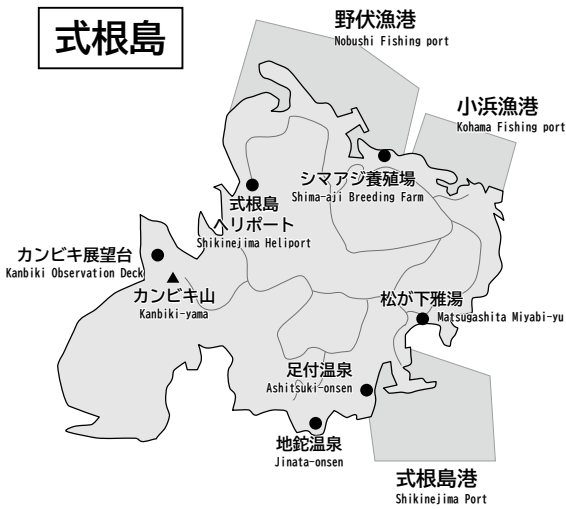 式根島
野伏漁港
Nobushi Fishing port
小浜漁港
Kohama Fishing port
シマアジ養殖場
Shima-aji Breeding Farm
式根島
ヘリポート
Shikinejima Heliport
カンビキ展望台
Kanbiki Observation Deck
カンビキ山
Kanbiki-yama
松が下雅湯
Matsugashita Miyabi-yu
足付温泉
Ashitsuki-onsen
地鉈温泉
Jinata-onsen
式根島港
Shikinejima Port